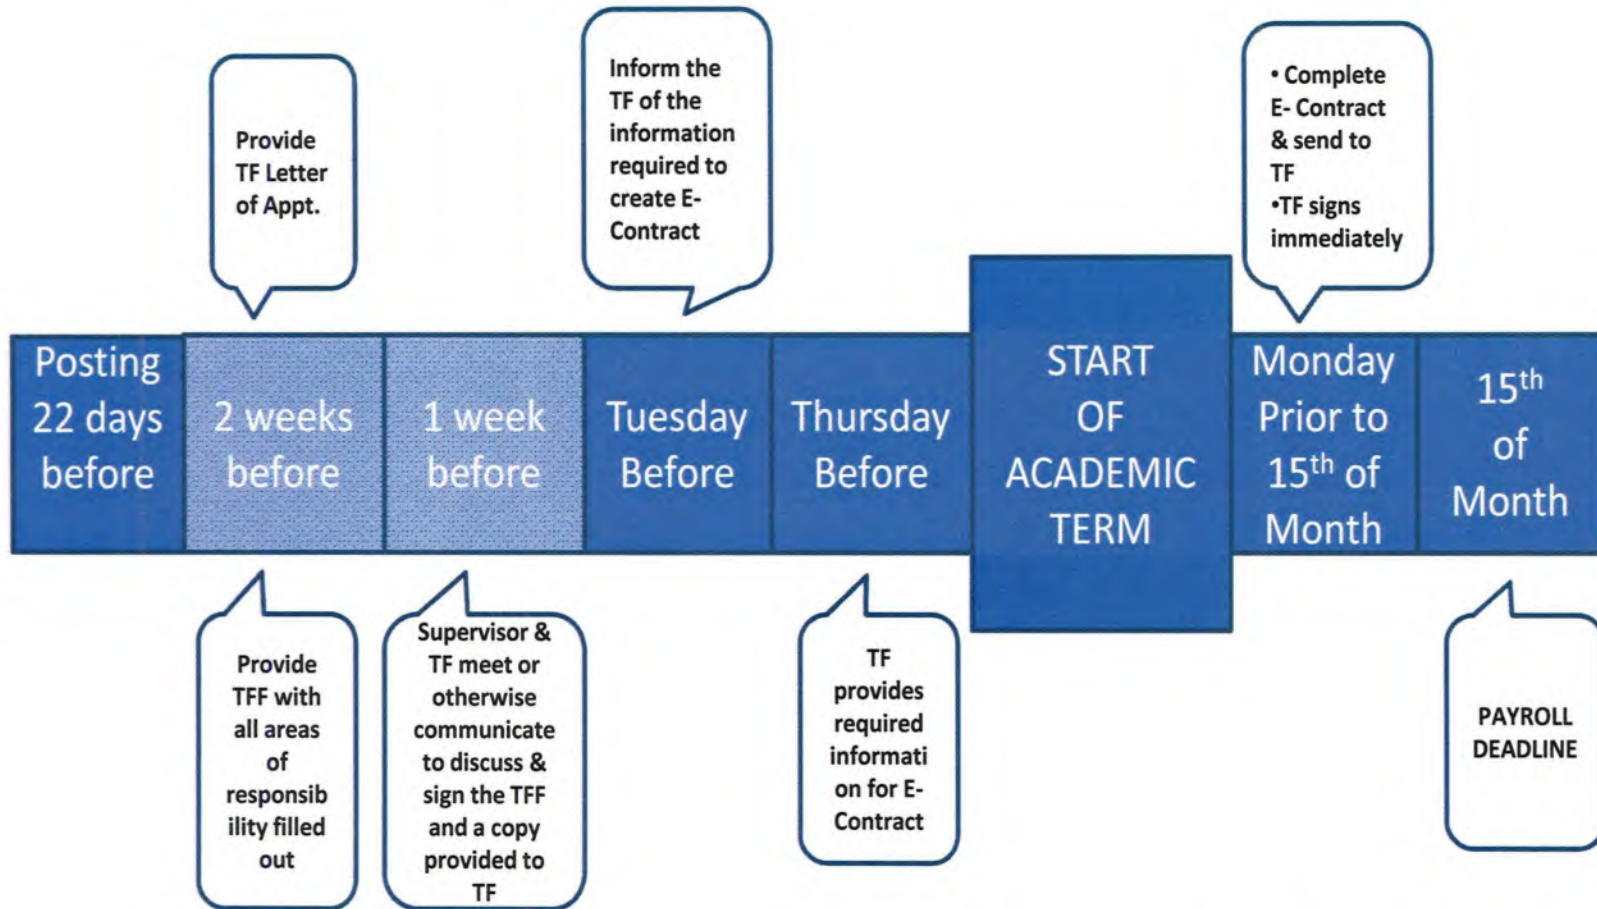 Provide
TF Letter
of Appt.
Inform the
TF of the
information
required to
create E-
Contract
• Complete
E- Contract
& send to
TF
•TF signs
immediately
Posting
22 days
before
2 weeks
before
1 week
before
Tuesday
Before
Thursday
Before
START
OF
ACADEMIC
TERM
Monday
Prior to
15th of
Month
15th
of
Month
Provide
TFF with
all areas
of
responsib
ility filled
out
Supervisor &
TF meet or
otherwise
communicate
to discuss &
sign the TFF
and a copy
provided to
TF
TF
provides
required
informati
on for E-
Contract
PAYROLL
DEADLINE